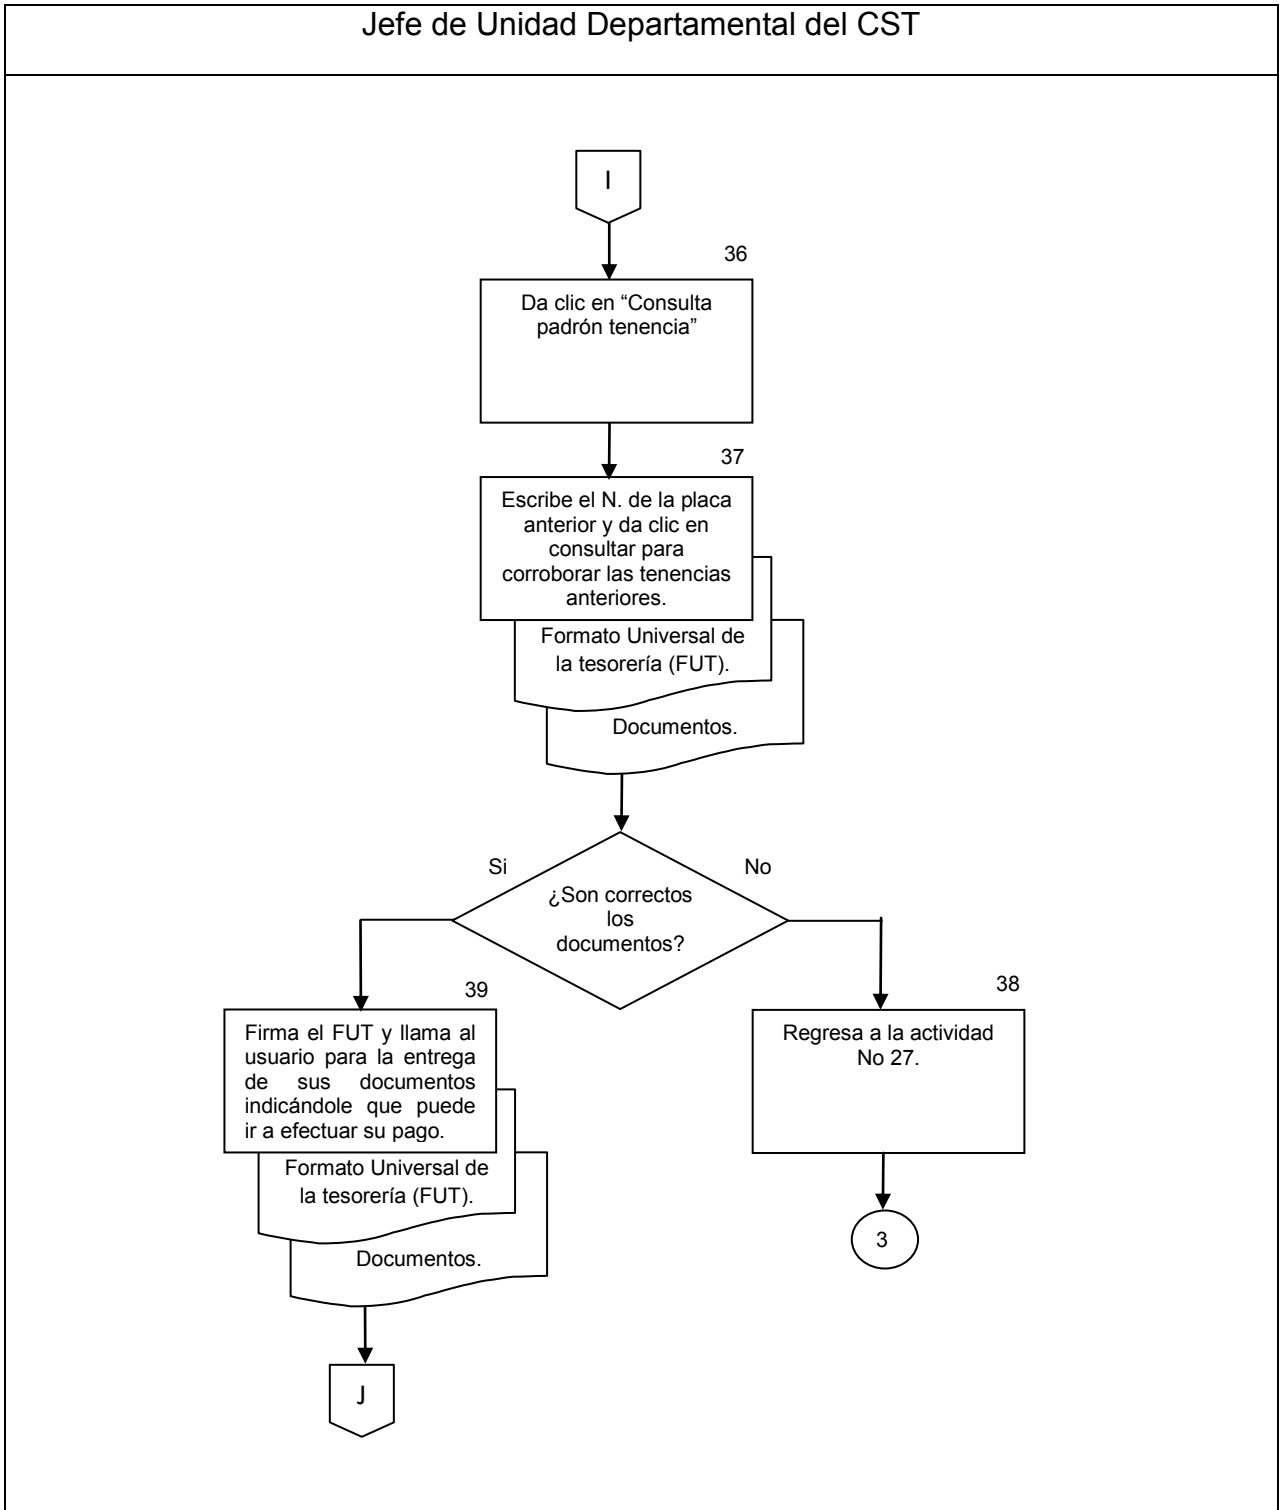 Jefe de Unidad Departamental del CST
I
36
Da clic en “Consulta
padrón tenencia”
37
Escribe el N. de la placa
anterior y da clic en
consultar para
corroborar las tenencias
anteriores.
Formato Universal de
la tesorería (FUT).
Documentos.
Si
No
¿Son correctos
los
documentos?
39
Firma el FUT y llama al
usuario para la entrega
de sus documentos
indicándole que puede
ir a efectuar su pago.
Formato Universal de
la tesorería (FUT).
Documentos.
J
38
Regresa a la actividad
No 27.
3